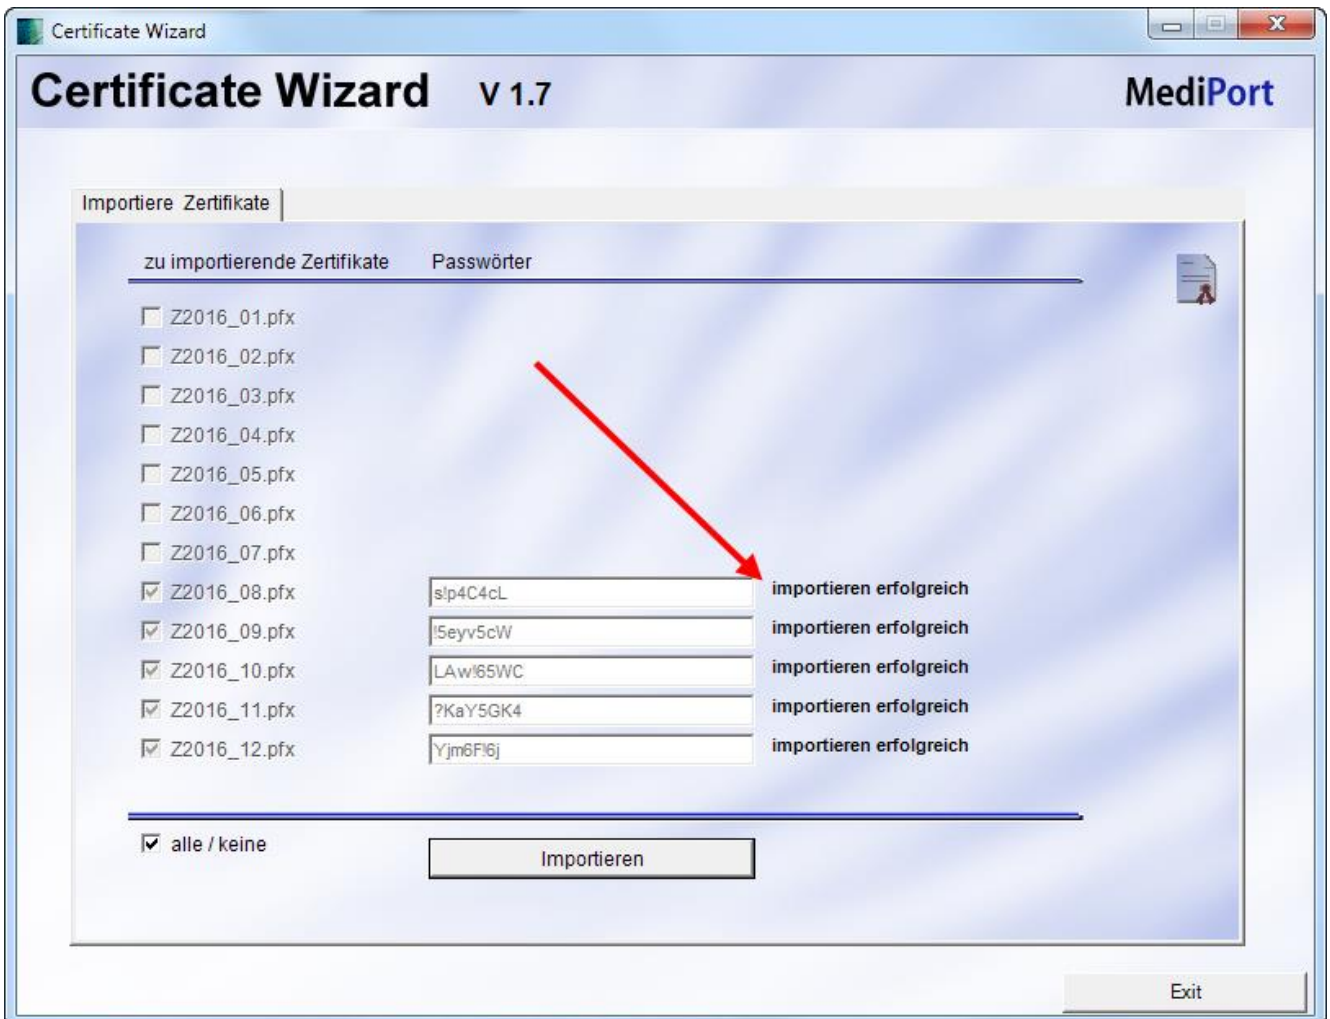 Certificate Wizard
Certificate Wizard V 1.7 MediPort
Importiere Zertifikate
zu importierende Zertifikate Passwörter
Z2016_01.pfx
Z2016_02.pfx
Z2016_03.pfx
Z2016_04.pfx
Z2016_05.pfx
Z2016_06.pfx
Z2016_07.pfx
Z2016_08.pfx s!p4C4cL importieren erfolgreich
Z2016_09.pfx !5eyv5cW importieren erfolgreich
Z2016_10.pfx LAw!65WC importieren erfolgreich
Z2016_11.pfx ?KaY5GK4 importieren erfolgreich
Z2016_12.pfx Yjm6F!6j importieren erfolgreich
alle / keine Importieren
Exit